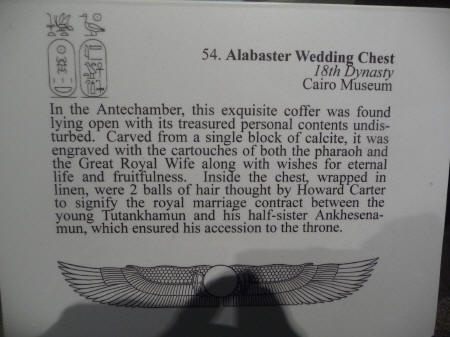 54. Alabaster Wedding Chest
18th Dynasty
Cairo Museum
In the Antechamber, this exquisite coffer was found
lying open with its treasured personal contents undis-
turbed. Carved from a single block of calcite, it was
engraved with the cartouches of both the pharaoh and
the Great Royal Wife along with wishes for eternal
life and fruitfulness. Inside the chest, wrapped in
linen, were 2 balls of hair thought by Howard Carter
to signify the royal marriage contract between the
young Tutankhamun and his half-sister Ankhesena-
mun, which ensured his accession to the throne.